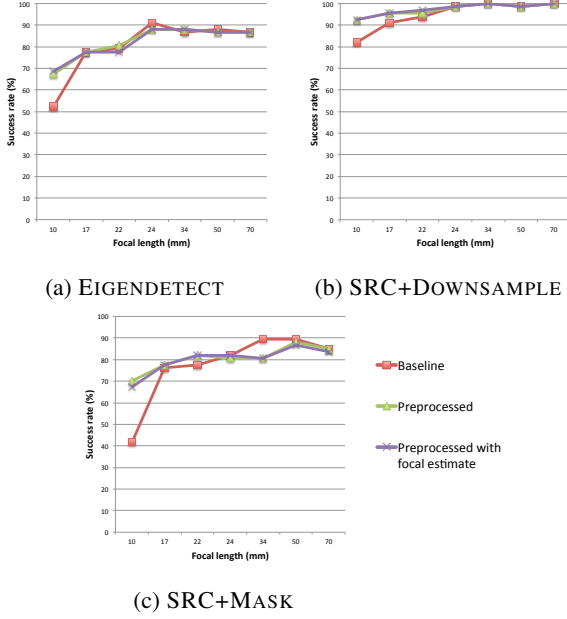 100
90
80
70
60
50
40
30
20
10
0
Success rate (%)
10 17 22 24 34 50 70
Focal length (mm)
(a) EIGENDETECT
100
90
80
70
60
50
40
30
20
10
0
Success rate (%)
10 17 22 24 34 50 70
Focal length (mm)
(b) SRC+DOWNSAMPLE
100
90
80
70
60
50
40
30
20
10
0
Success rate (%)
10 17 22 24 34 50 70
Focal length (mm)
Baseline
Preprocessed
Preprocessed with
focal estimate
(c) SRC+MASK